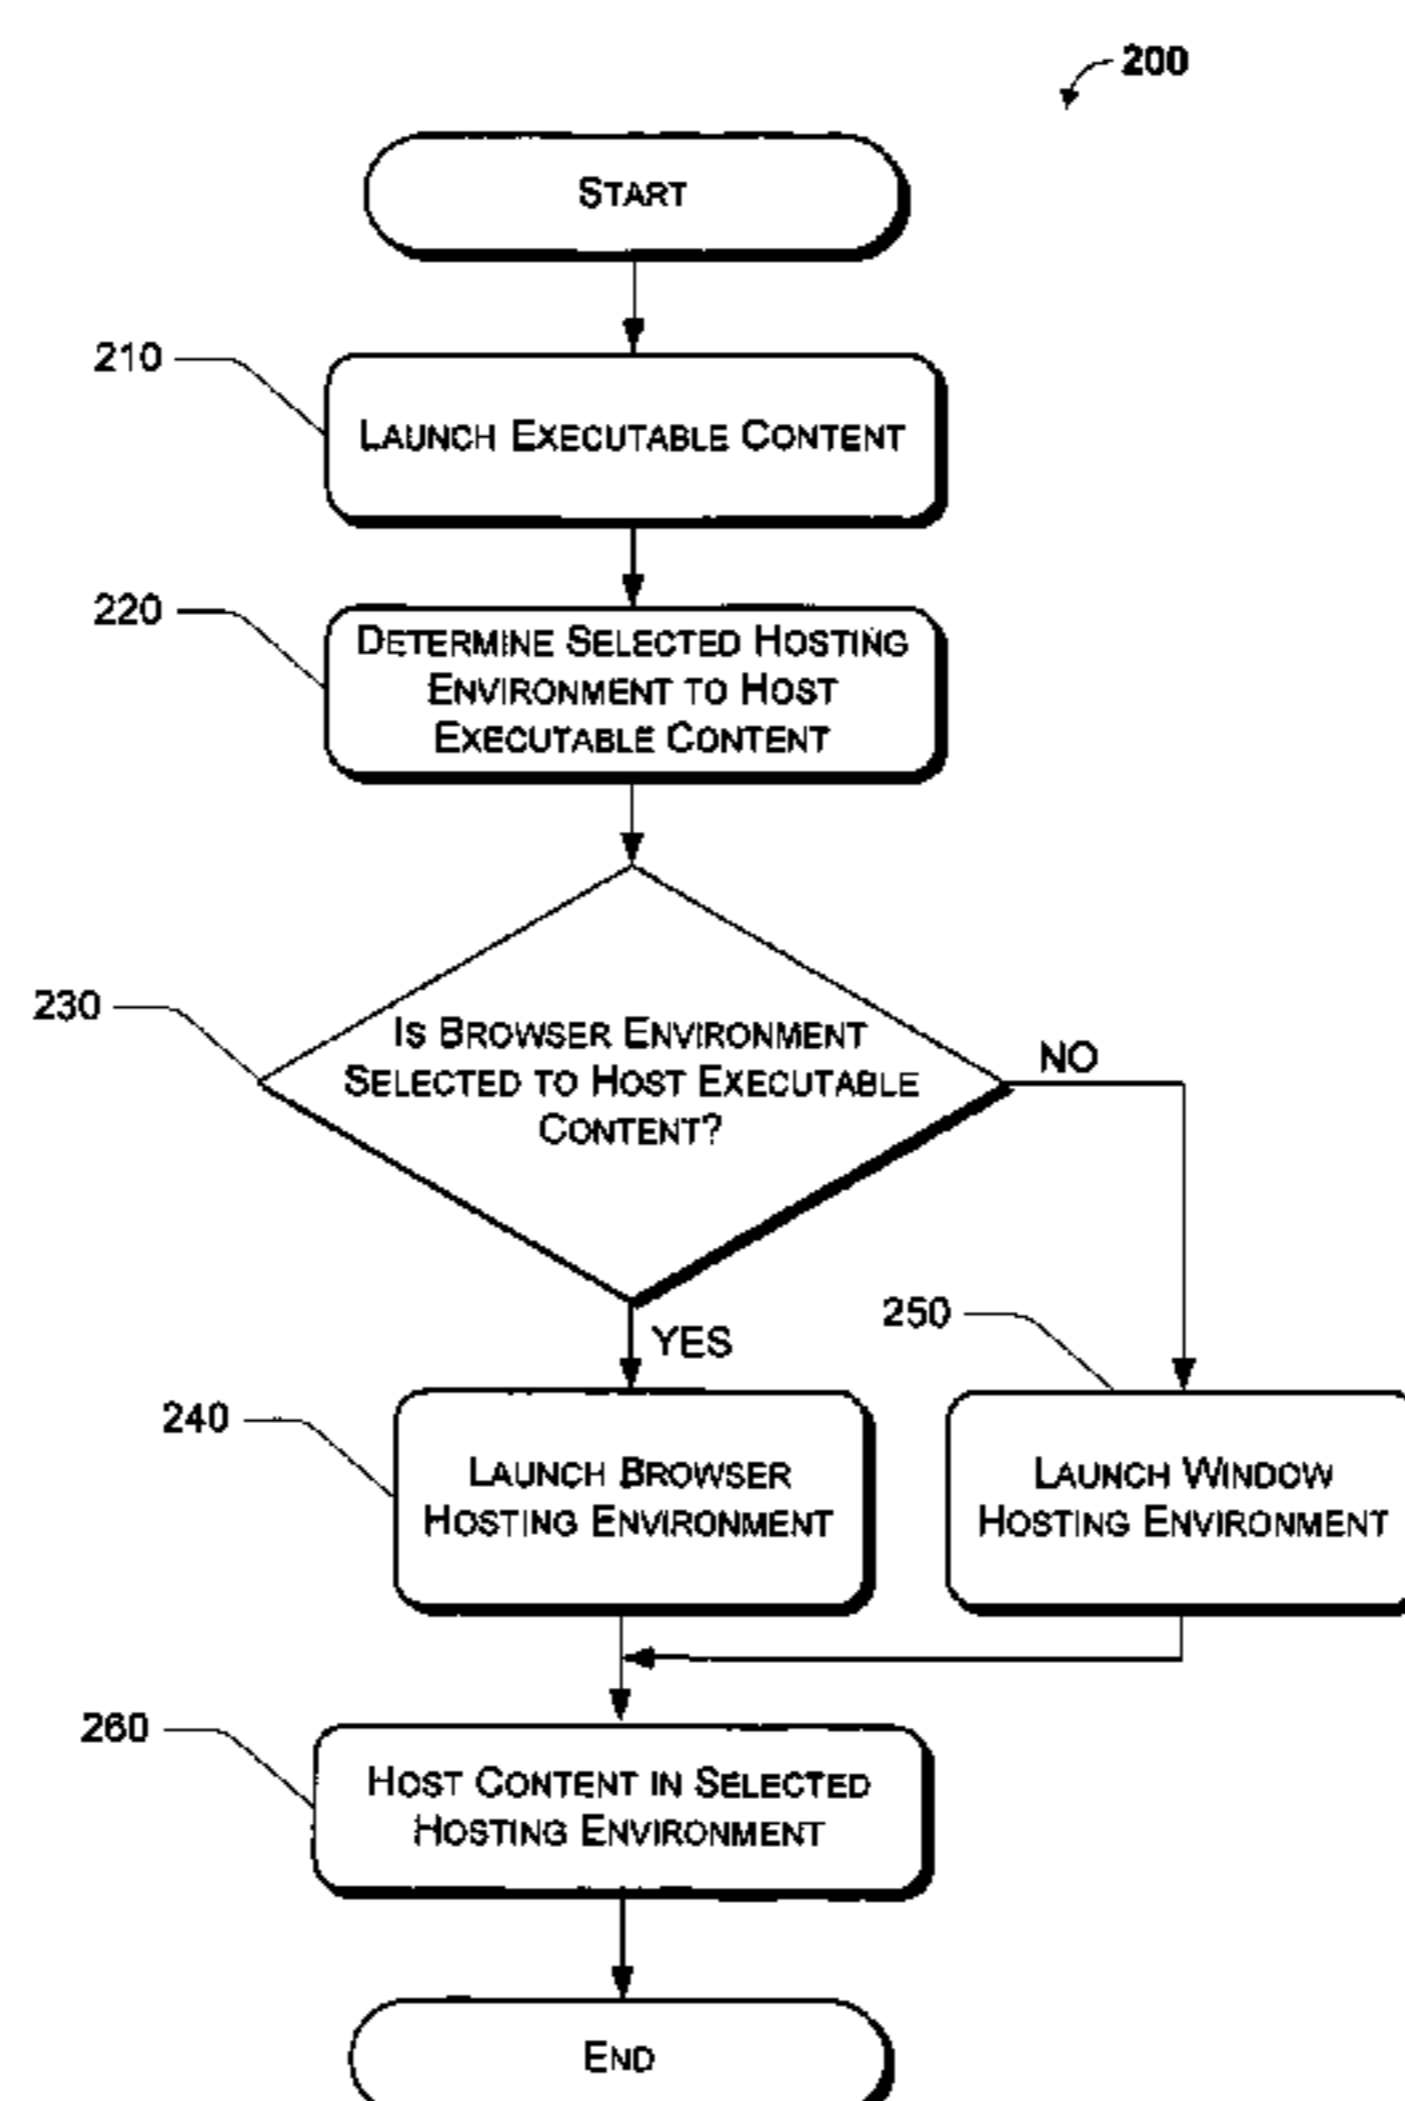 200
START
210
LAUNCH EXECUTABLE CONTENT
220
DETERMINE SELECTED HOSTING
ENVIRONMENT TO HOST
EXECUTABLE CONTENT
230
IS BROWSER ENVIRONMENT
SELECTED TO HOST EXECUTABLE
CONTENT?
NO
YES
250
240
LAUNCH BROWSER
HOSTING ENVIRONMENT
LAUNCH WINDOW
HOSTING ENVIRONMENT
260
HOST CONTENT IN SELECTED
HOSTING ENVIRONMENT
END